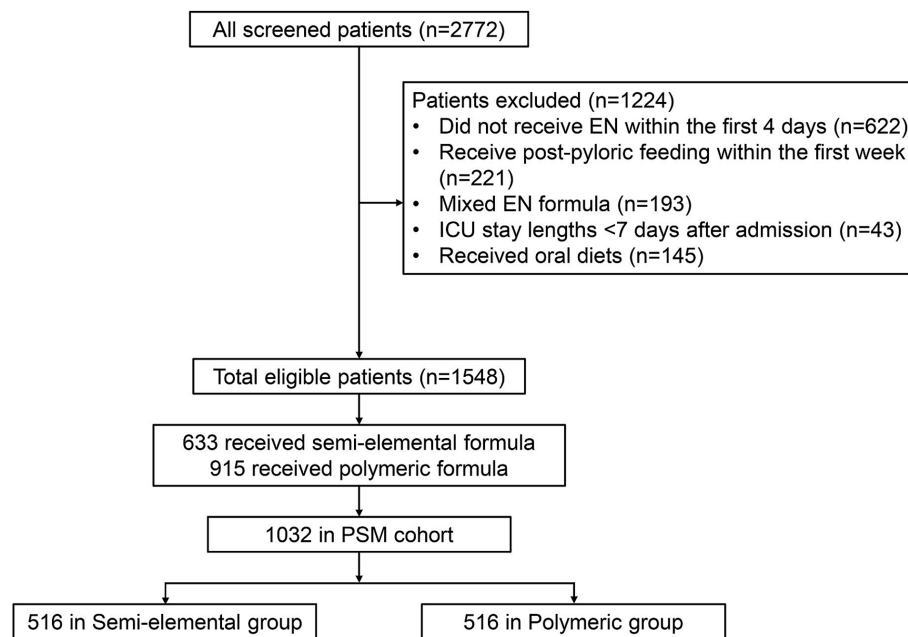 All screened patients (n=2772)
Patients excluded (n=1224)
• Did not receive EN within the first 4 days (n=622)
• Receive post-pyloric feeding within the first week
(n=221)
• Mixed EN formula (n=193)
• ICU stay lengths <7 days after admission (n=43)
• Received oral diets (n=145)
Total eligible patients (n=1548)
633 received semi-elemental formula
915 received polymeric formula
1032 in PSM cohort
516 in Semi-elemental group
516 in Polymeric group